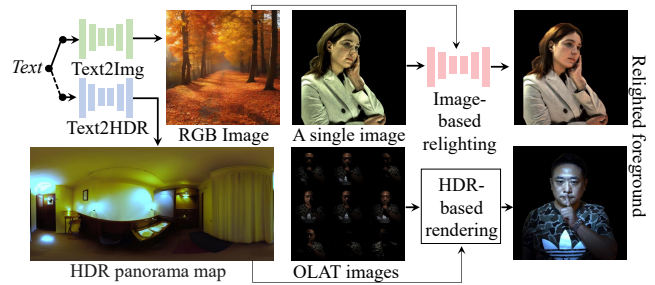 Text
Text2Img
Text2HDR
RGB Image
A single image
Image-
based
relighting
Relighted foreground
HDR panorama map
OLAT images
HDR-
based
rendering